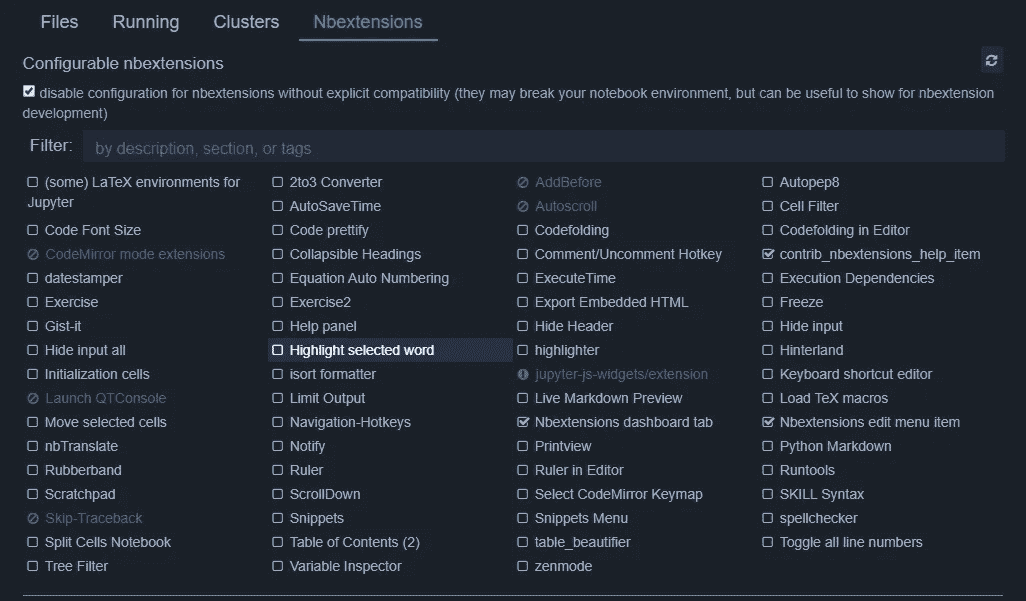 Files Running Clusters Nbextensions
Configurable nbextensions
disable configuration for nbextensions without explicit compatibility (they may break your notebook environment, but can be useful to show for nbextension
development)
Filter: by description, section, or tags
(some) LaTeX environments for
Jupyter
2to3 Converter
AddBefore
Autopep8
AutoSaveTime
Autoscroll
Cell Filter
Code Font Size
Code prettify
Codefolding
Codefolding in Editor
CodeMirror mode extensions
Collapsible Headings
Comment/Uncomment Hotkey
contrib_nbextensions_help_item
datestamper
Equation Auto Numbering
ExecuteTime
Execution Dependencies
Exercise
Exercise2
Export Embedded HTML
Freeze
Gist-it
Help panel
Hide Header
Hide input
Hide input all
Highlight selected word
highlighter
Hinterland
Initialization cells
isort formatter
jupyter-js-widgets/extension
Keyboard shortcut editor
Launch QTConsole
Limit Output
Live Markdown Preview
Load TeX macros
Move selected cells
Navigation-Hotkeys
Nbextensions dashboard tab
Nbextensions edit menu item
nbTranslate
Notify
Printview
Python Markdown
Rubberband
Ruler
Ruler in Editor
Runtools
Scratchpad
ScrollDown
Select CodeMirror Keymap
SKILL Syntax
Skip-Traceback
Snippets
Snippets Menu
spellchecker
Split Cells Notebook
Table of Contents (2)
table_beautifier
Toggle all line numbers
Tree Filter
Variable Inspector
zenmode